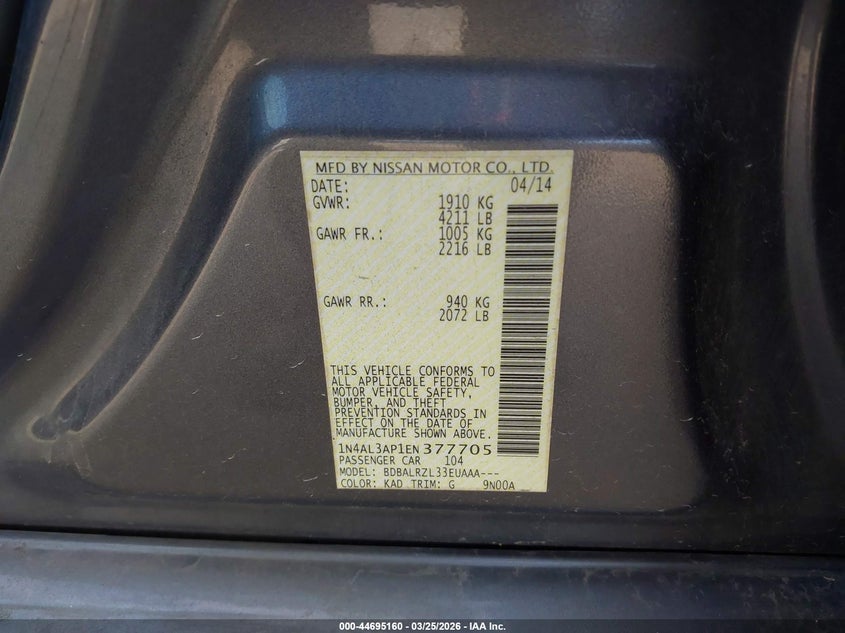 MFD BY NISSAN MOTOR CO., LTD.
DATE: 04/14
GVWR: 1910 KG
4211 LB
GAWR FR.: 1005 KG
2216 LB
GAWR RR.: 940 KG
2072 LB
THIS VEHICLE CONFORMS TO
ALL APPLICABLE FEDERAL
MOTOR VEHICLE SAFETY,
BUMPER, AND THEFT
PREVENTION STANDARDS IN
EFFECT ON THE DATE OF
MANUFACTURE SHOWN ABOVE.
1N4AL3AP1EN377705
PASSENGER CAR 104
MODEL: BDBALRZL33EUAAA---
COLOR: KAD TRIM: G 9N00A
000-44695160 - 03/25/2026 - IAA Inc.